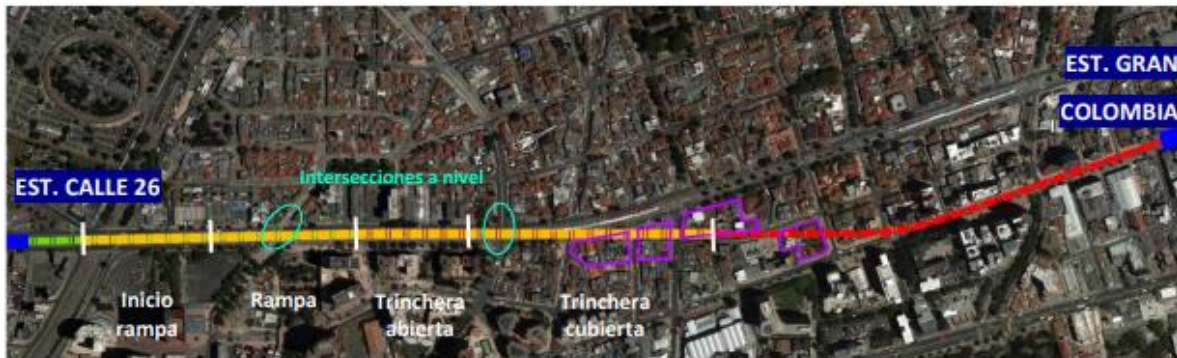 EST. GRAN
COLOMBIA
Intersecciones a nivel
EST. CALLE 26
Inicio
rampa
Rampa
Trinchera
abierta
Trinchera
cubierta